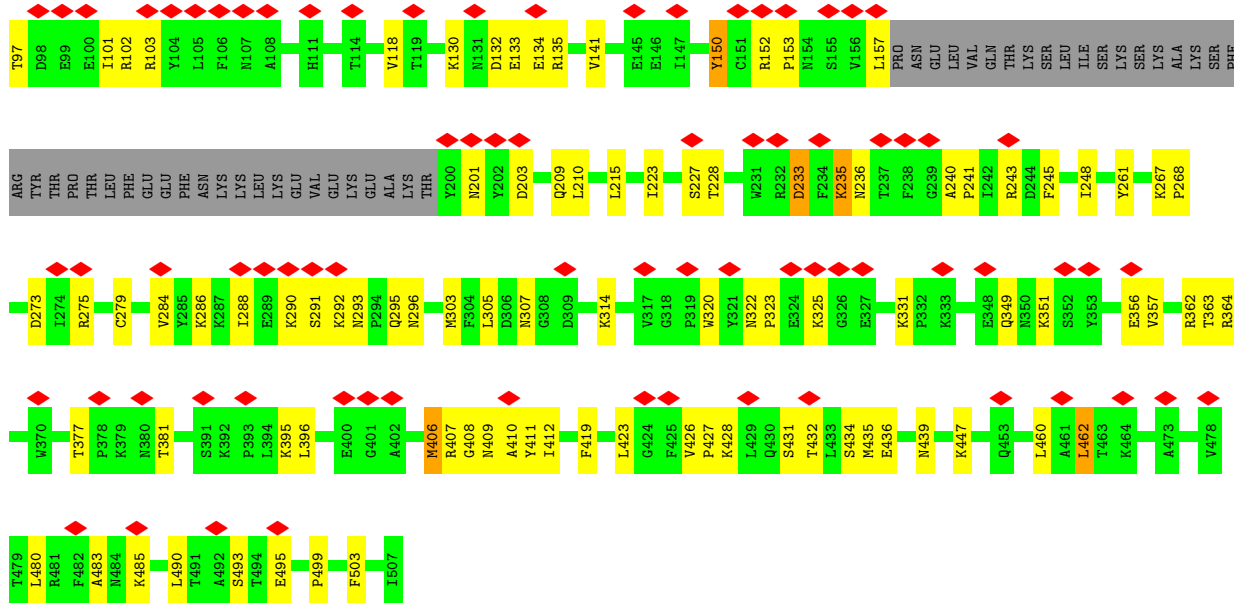 T97 D98 E99 E100 I101 R102 R103 Y104 L105 F106 N107 A108 H111 T114 V118 T119 K130 N131 D132 E133 E134 R135 V141 E145 E146 I147 Y150 C151 R152 P153 N154 S155 V156 L157 PRO ASN GLU LEU VAL GLN THR LYS SER LEU ILE SER LYS SER LYS ALA LYS SER PHE
ARG TYR THR PRO THR LEU PHE GLU GLU PHE ASN LYS LYS LEU LYS GLU VAL GLU LYS GLU ALA LYS THR Y200 N201 Y202 D203 Q209 L210 L215 I223 S227 T228 W231 R232 D233 F234 K235 N236 T237 F238 G239 A240 P241 I242 R243 D244 F245 I248 Y261 K267 P268
D273 I274 R275 C279 V284 Y285 K286 K287 I288 E289 K290 S291 K292 N293 P294 Q295 N296 M303 F304 L305 D306 N307 G308 D309 K314 V317 G318 P319 W320 Y321 N322 P323 E324 K325 G326 E327 K331 P332 K333 E348 Q349 N350 K351 S352 Y353 E356 V357 R362 T363 R364
W370 T377 P378 K379 N380 T381 S391 K392 P393 L394 K395 L396 E400 G401 A402 M406 R407 G408 N409 A410 Y411 I412 F419 L423 G424 F425 V426 P427 K428 L429 Q430 S431 T432 L433 S434 M435 E436 N439 K447 Q453 L460 A461 L462 T463 K464 A473 V478
T479 L480 R481 F482 A483 N484 K485 L490 T491 A492 S493 T494 E495 P499 F503 I507